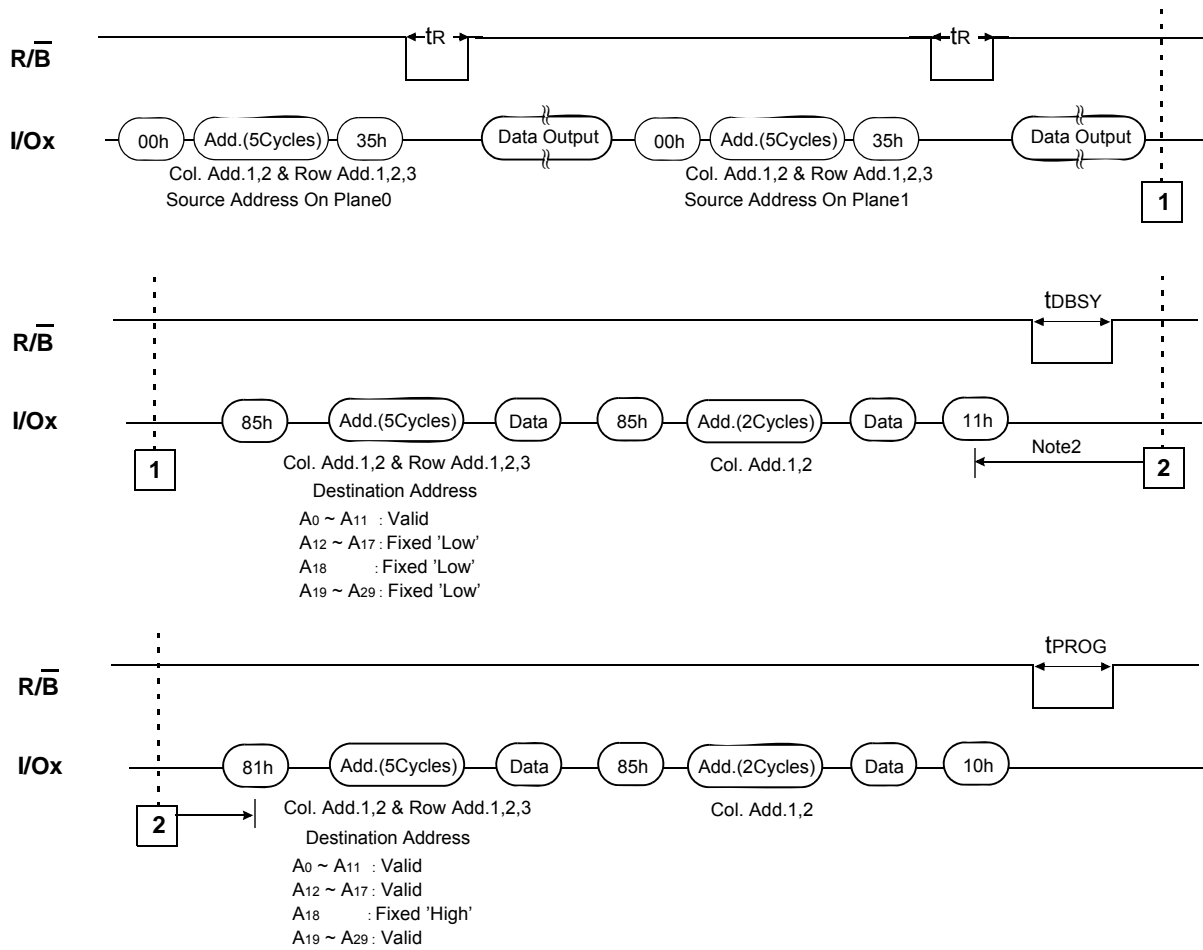 R/B tR tR
I/Ox 00h Add.(5Cycles) 35h Data Output 00h Add.(5Cycles) 35h Data Output
Col. Add.1,2 & Row Add.1,2,3 Col. Add.1,2 & Row Add.1,2,3
Source Address On Plane0 Source Address On Plane1
1
tDBSY
R/B
I/Ox 85h Add.(5Cycles) Data 85h Add.(2Cycles) Data 11h
1 Col. Add.1,2 & Row Add.1,2,3 Col. Add.1,2 Note2 2
Destination Address
A0 ~ A11 : Valid
A12 ~ A17 : Fixed 'Low'
A18 : Fixed 'Low'
A19 ~ A29 : Fixed 'Low'
tPROG
R/B
I/Ox 81h Add.(5Cycles) Data 85h Add.(2Cycles) Data 10h
2 Col. Add.1,2 & Row Add.1,2,3 Col. Add.1,2
Destination Address
A0 ~ A11 : Valid
A12 ~ A17 : Valid
A18 : Fixed 'High'
A19 ~ A29 : Valid